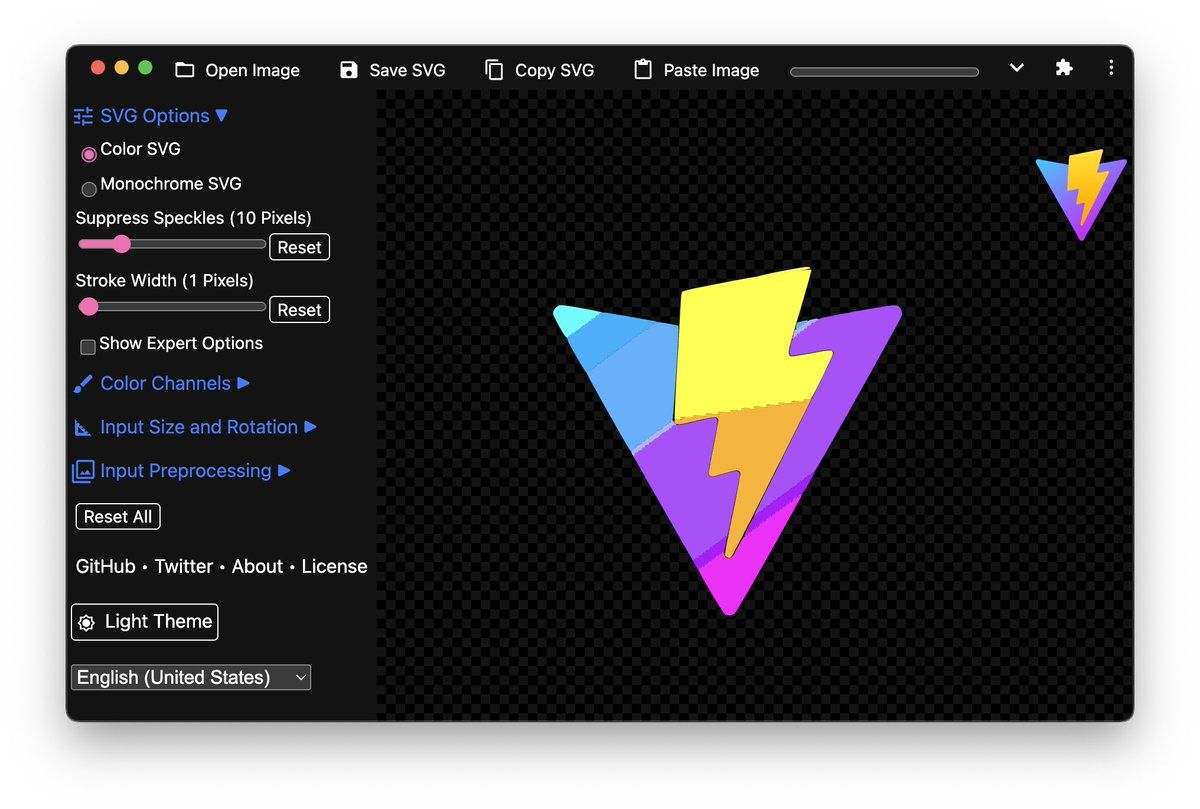 Open Image Save SVG Copy SVG Paste Image
SVG Options ▼
Color SVG
Monochrome SVG
Suppress Speckles (10 Pixels)
Reset
Stroke Width (1 Pixels)
Reset
Show Expert Options
Color Channels ▶
Input Size and Rotation ▶
Input Preprocessing ▶
Reset All
GitHub • Twitter • About • License
Light Theme
English (United States)